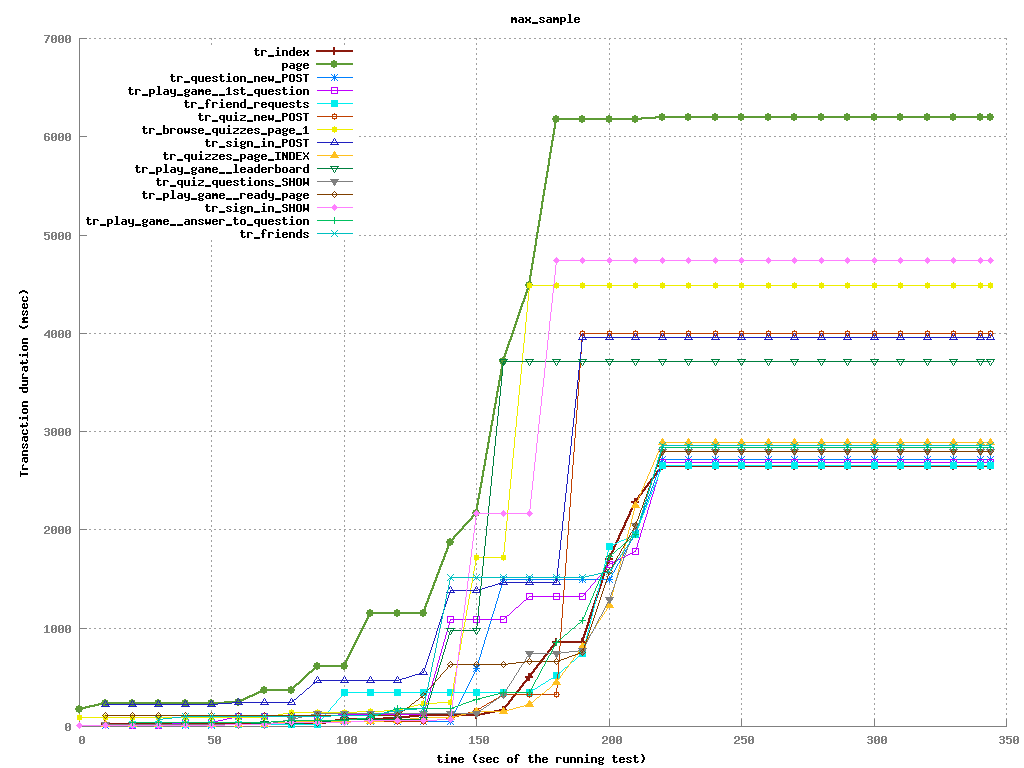 max_sample
7000
6000
5000
4000
3000
2000
1000
0
Transaction duration (msec)
tr_index
page
tr_question_new_POST
tr_play_game__1st_question
tr_friend_requests
tr_quiz_new_POST
tr_browse_quizzes_page_1
tr_sign_in_POST
tr_quizzes_page_INDEX
tr_play_game__leaderboard
tr_quiz_questions_SHOW
tr_play_game__ready_page
tr_sign_in_SHOW
tr_play_game__answer_to_question
tr_friends
0 50 100 150 200 250 300 350
time (sec of the running test)